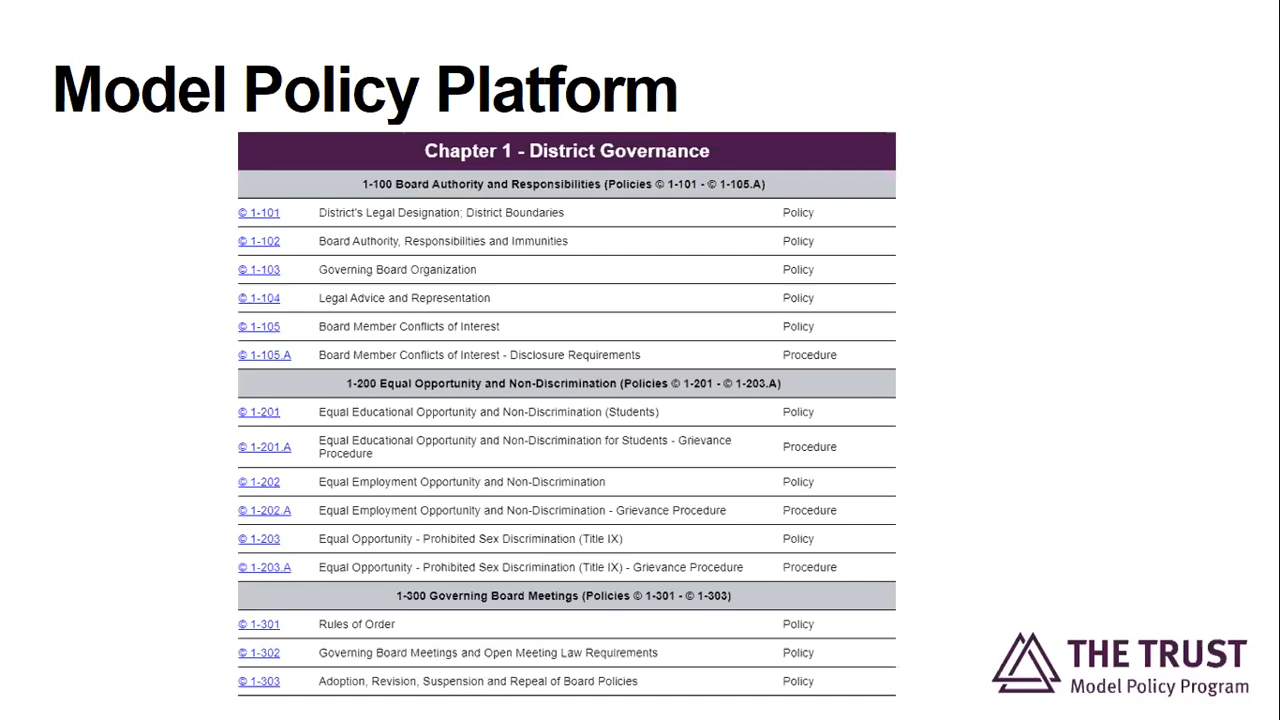 Model Policy Platform
Chapter 1 - District Governance
1-100 Board Authority and Responsibilities (Policies © 1-101 - © 1-105.A)
© 1-101 District's Legal Designation; District Boundaries Policy
© 1-102 Board Authority, Responsibilities and Immunities Policy
© 1-103 Governing Board Organization Policy
© 1-104 Legal Advice and Representation Policy
© 1-105 Board Member Conflicts of Interest Policy
© 1-105.A Board Member Conflicts of Interest - Disclosure Requirements Procedure
1-200 Equal Opportunity and Non-Discrimination (Policies © 1-201 - © 1-203.A)
© 1-201 Equal Educational Opportunity and Non-Discrimination (Students) Policy
© 1-201.A Equal Educational Opportunity and Non-Discrimination for Students - Grievance
Procedure Procedure
© 1-202 Equal Employment Opportunity and Non-Discrimination Policy
© 1-202.A Equal Employment Opportunity and Non-Discrimination - Grievance Procedure Procedure
© 1-203 Equal Opportunity - Prohibited Sex Discrimination (Title IX) Policy
© 1-203.A Equal Opportunity - Prohibited Sex Discrimination (Title IX) - Grievance Procedure Procedure
1-300 Governing Board Meetings (Policies © 1-301 - © 1-303)
© 1-301 Rules of Order Policy
© 1-302 Governing Board Meetings and Open Meeting Law Requirements Policy
© 1-303 Adoption, Revision, Suspension and Repeal of Board Policies Policy
THE TRUST
Model Policy Program